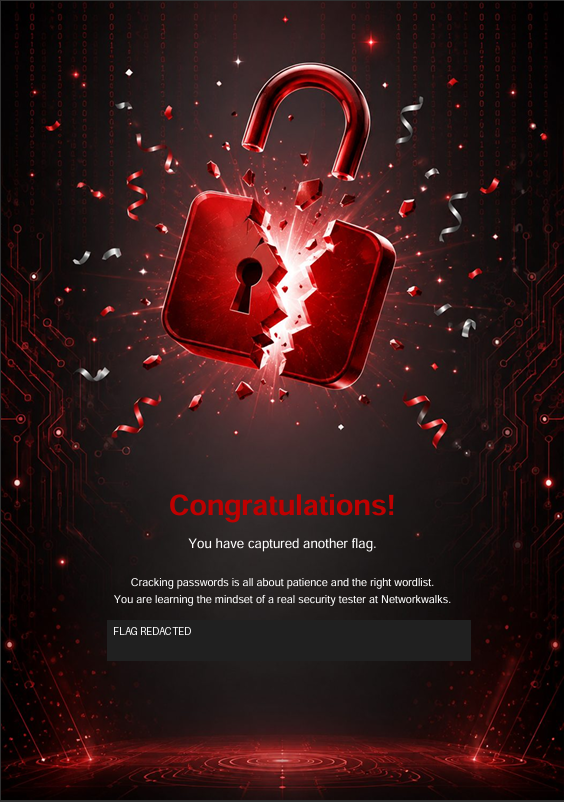 Congratulations!
You have captured another flag.
Cracking passwords is all about patience and the right wordlist.
You are learning the mindset of a real security tester at Networkwalks.
FLAG REDACTED